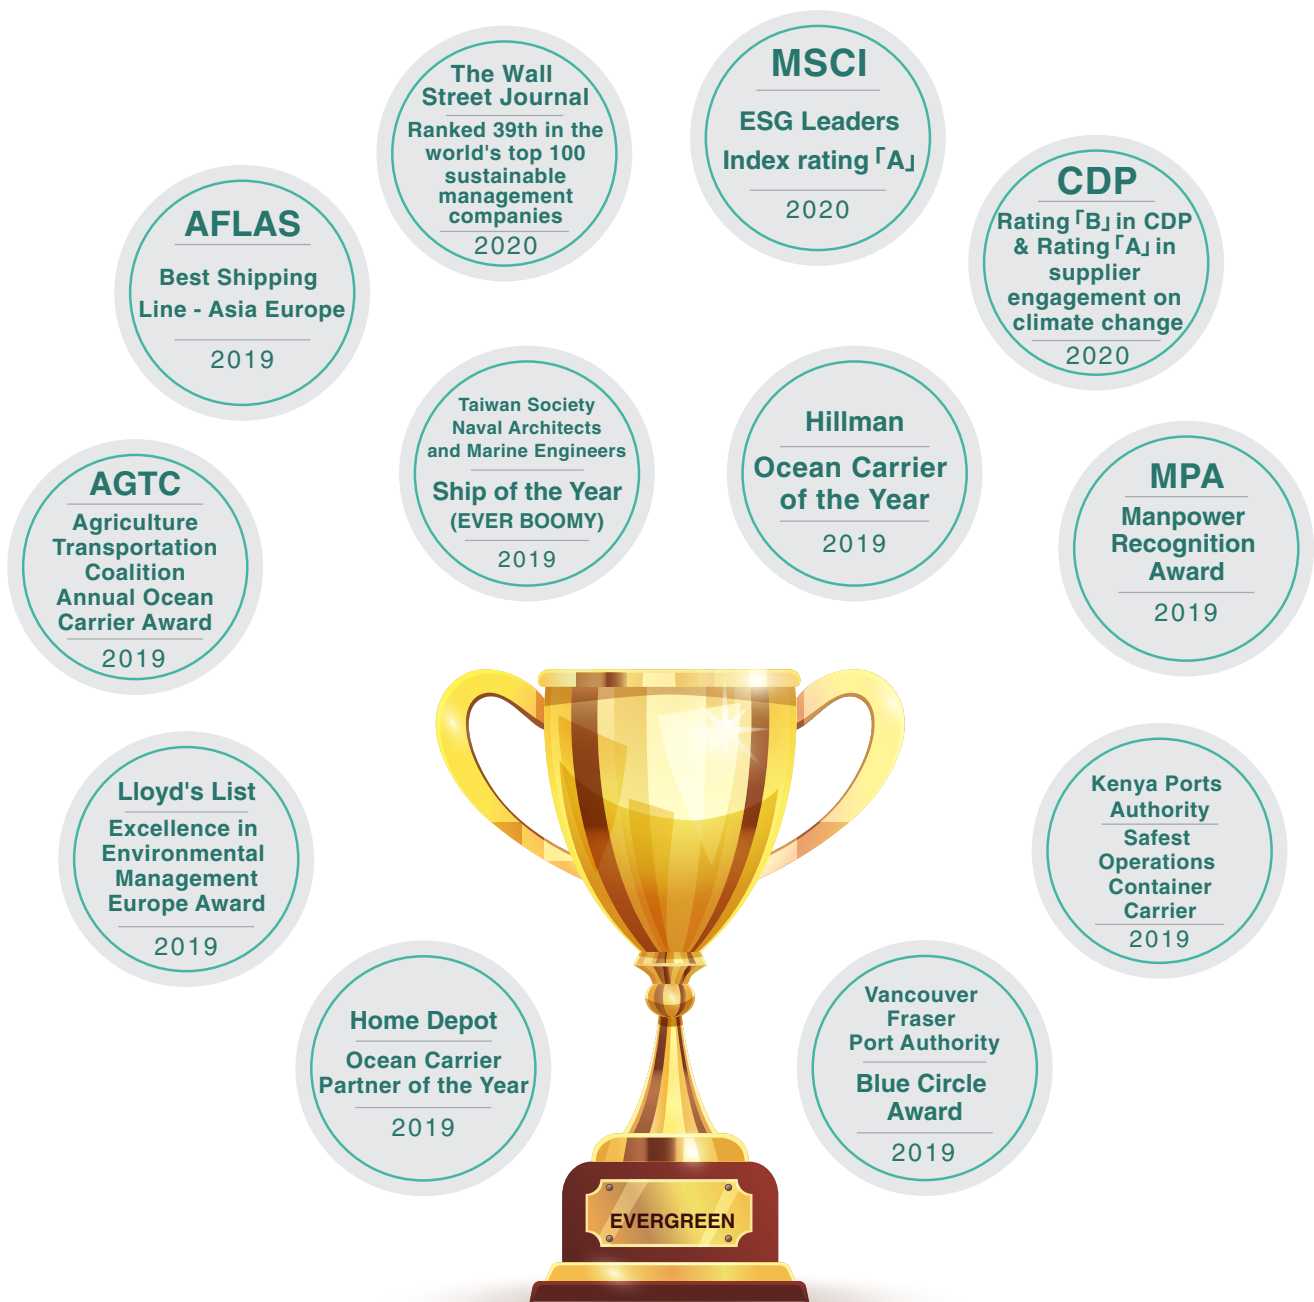 The Wall
Street Journal
Ranked 39th in the
world's top 100
sustainable
management
companies
2020
MSCI
ESG Leaders
Index rating「A」
2020
AFLAS
Best Shipping
Line - Asia Europe
2019
CDP
Rating「B」in CDP
& Rating「A」in
supplier
engagement on
climate change
2020
Taiwan Society
Naval Architects
and Marine Engineers
Ship of the Year
(EVER BOOMY)
2019
Hillman
Ocean Carrier
of the Year
2019
AGTC
Agriculture
Transportation
Coalition
Annual Ocean
Carrier Award
2019
MPA
Manpower
Recognition
Award
2019
Lloyd's List
Excellence in
Environmental
Management
Europe Award
2019
Kenya Ports
Authority
Safest
Operations
Container
Carrier
2019
Home Depot
Ocean Carrier
Partner of the Year
2019
Vancouver
Fraser
Port Authority
Blue Circle
Award
2019
EVERGREEN